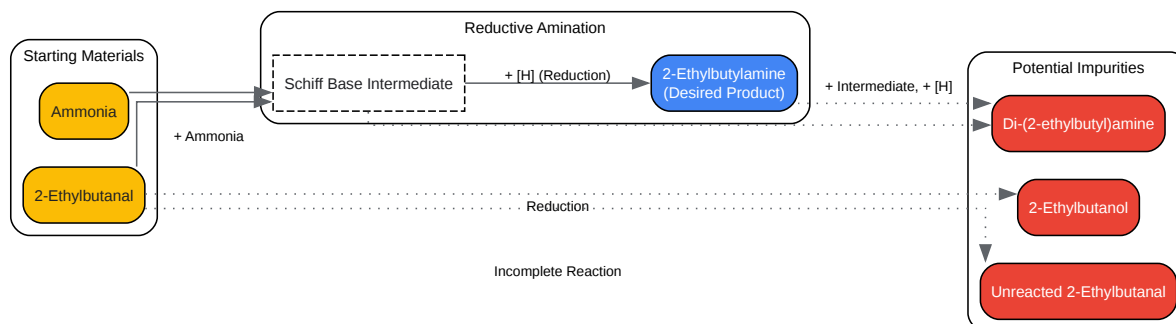 Starting Materials
Ammonia
2-Ethylbutanal
+ Ammonia
Reductive Amination
Schiff Base Intermediate
+ [H] (Reduction)
2-Ethylbutylamine
(Desired Product)
+ Intermediate, + [H]
Reduction
Incomplete Reaction
Potential Impurities
Di-(2-ethylbutyl)amine
2-Ethylbutanol
Unreacted 2-Ethylbutanal